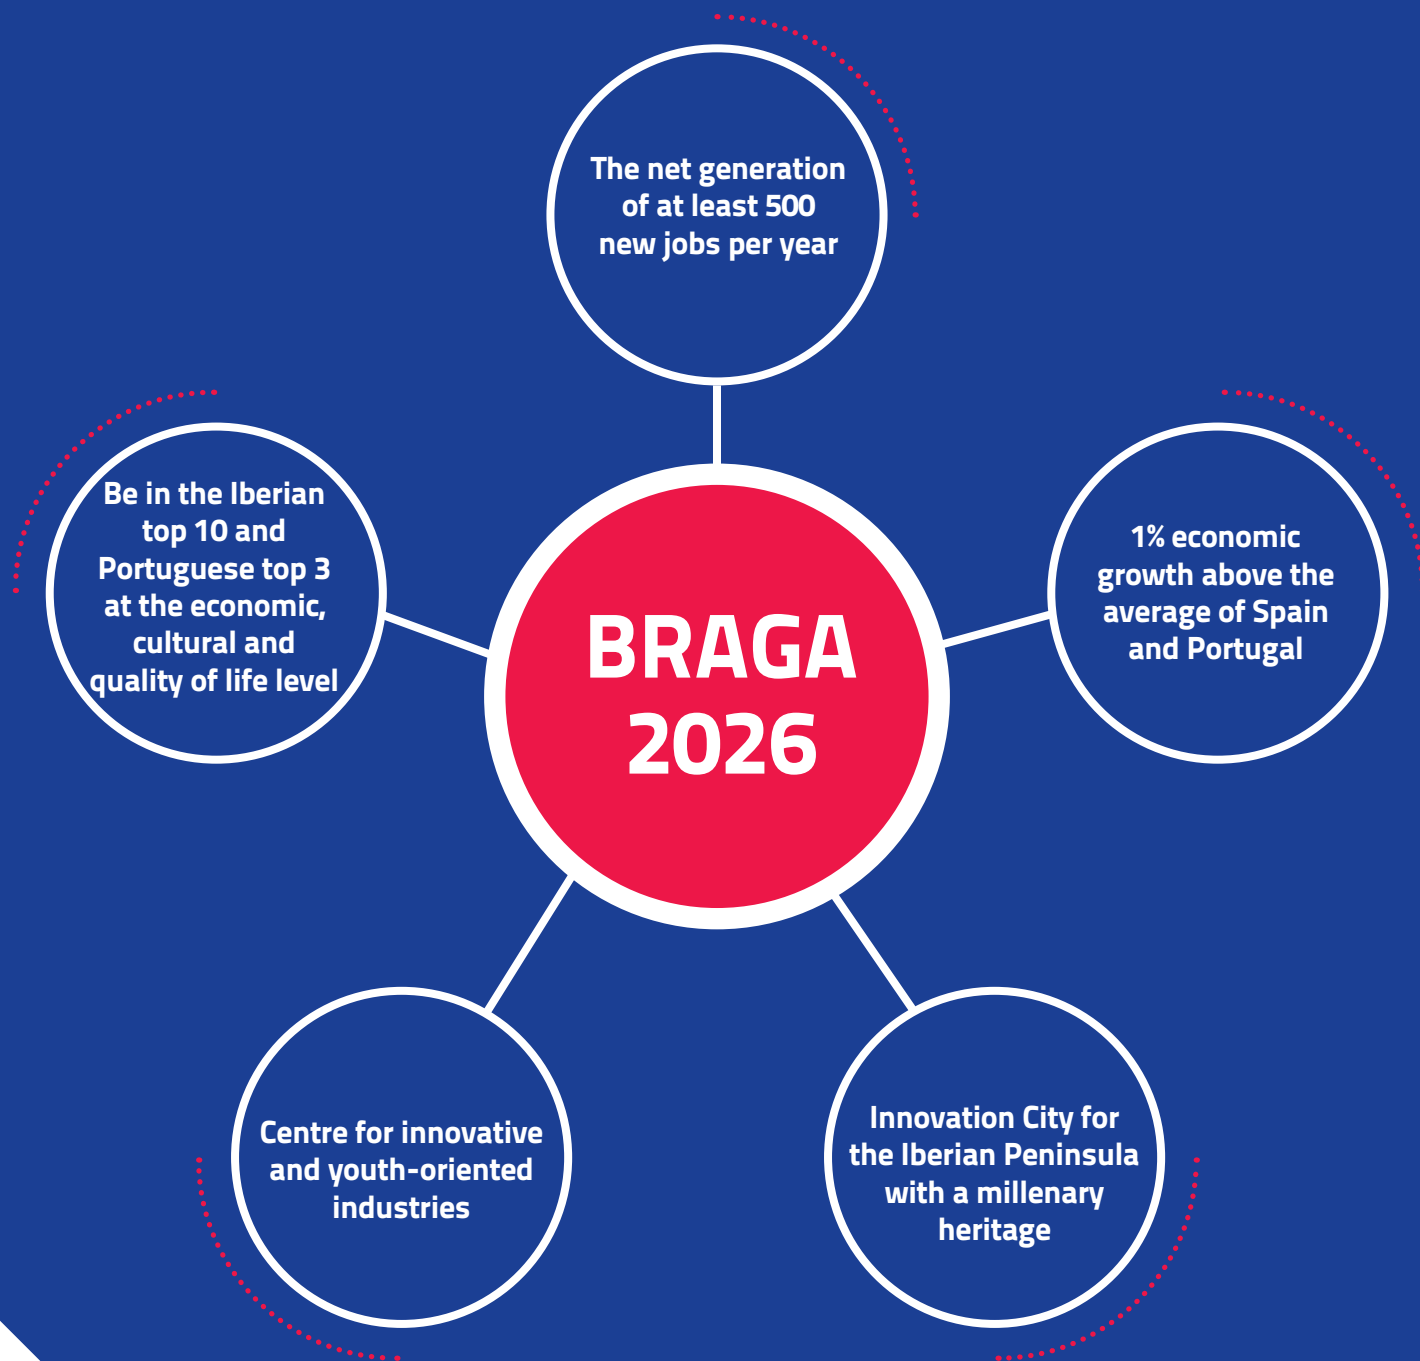 The net generation
of at least 500
new jobs per year
Be in the Iberian
top 10 and
Portuguese top 3
at the economic,
cultural and
quality of life level
1% economic
growth above the
average of Spain
and Portugal
BRAGA
2026
Centre for innovative
and youth-oriented
industries
Innovation City for
the Iberian Peninsula
with a millenary
heritage